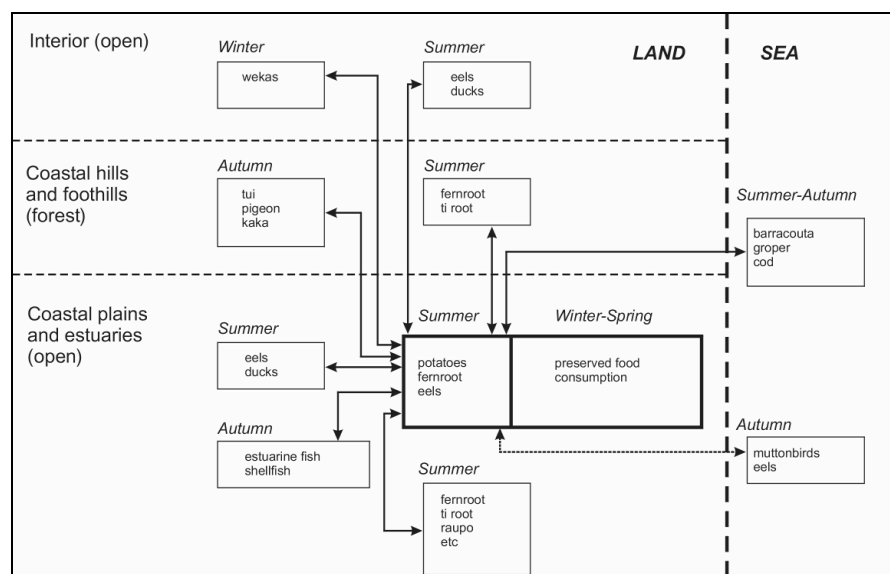 Interior (open)
Winter
wekas
Summer
eels
ducks
LAND
SEA
Coastal hills
and foothills
(forest)
Autumn
tui
pigeon
kaka
Summer
fernroot
ti root
Summer-Autumn
barracouta
groper
cod
Coastal plains
and estuaries
(open)
Summer
eels
ducks
Summer
potatoes
fernroot
eels
Winter-Spring
preserved food
consumption
Autumn
estuarine fish
shellfish
Summer
fernroot
ti root
raupo
etc
Autumn
muttonbirds
eels